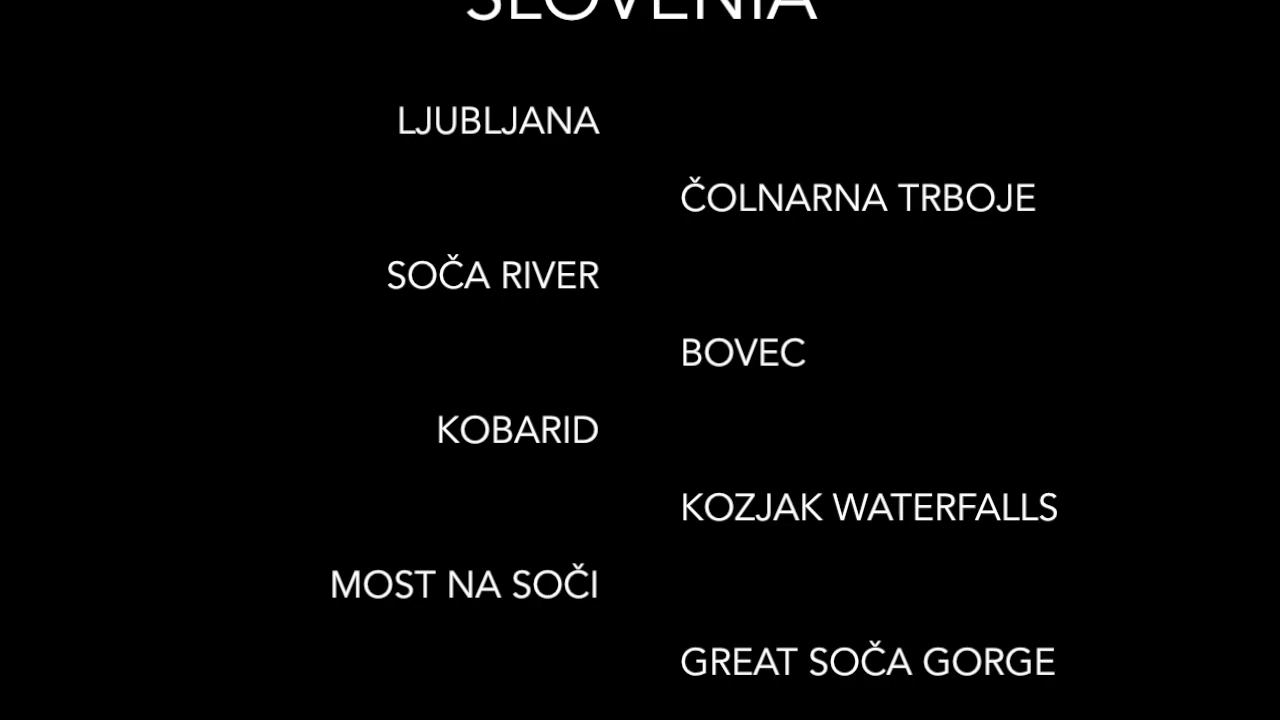 SLOVENIA
LJUBLJANA
ČOLNARNA TRBOJE
SOČA RIVER
BOVEC
KOBARID
KOZJAK WATERFALLS
MOST NA SOČI
GREAT SOČA GORGE